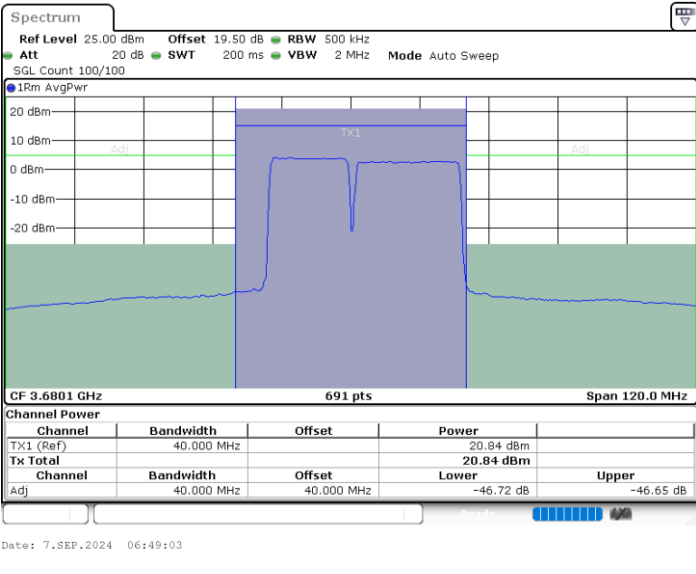 Spectrum
Ref Level 25.00 dBm Offset 19.50 dB RBW 500 kHz
Att 20 dB SWT 200 ms VBW 2 MHz Mode Auto Sweep
SGL Count 100/100
1Rm AvgPwr
20 dBm
TX1
10 dBm
Adj Adj
0 dBm
-10 dBm
-20 dBm
CF 3.6801 GHz 691 pts Span 120.0 MHz
Channel Power
Channel Bandwidth Offset Power
TX1 (Ref) 40.000 MHz 20.84 dBm
Tx Total 20.84 dBm
Channel Bandwidth Offset Lower Upper
Adj 40.000 MHz 40.000 MHz -46.72 dB -46.65 dB
Ready
Date: 7.SEP.2024 06:49:03